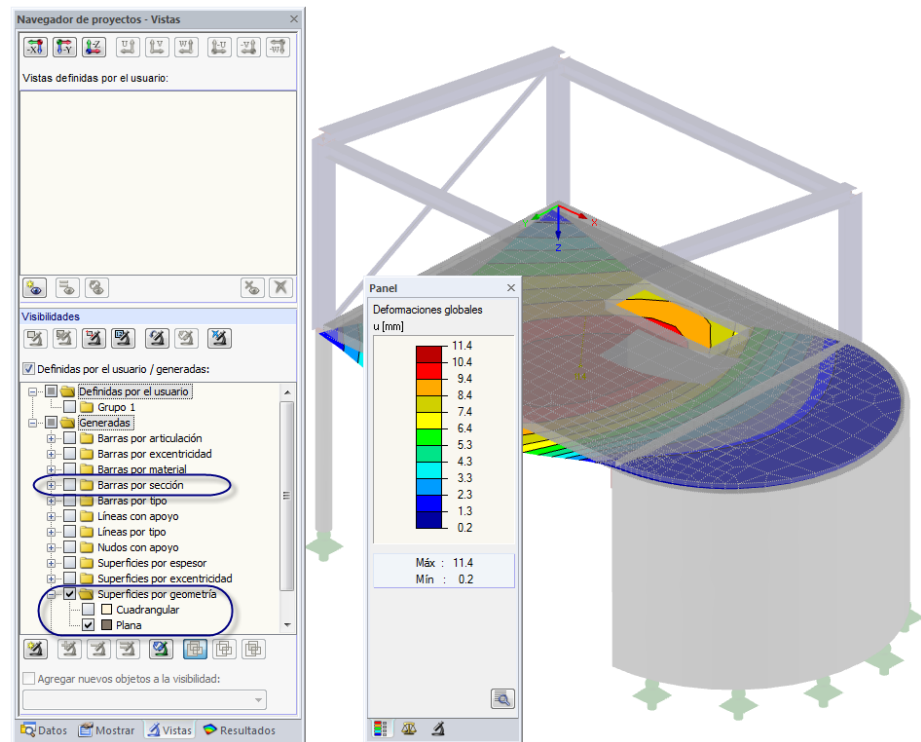 Navegador de proyectos - Vistas
Vistas definidas por el usuario:
Visibilidades
Definidas por el usuario / generadas:
Definidas por el usuario
Grupo 1
Generadas
Barras por articulación
Barras por excentricidad
Barras por material
Barras por sección
Barras por tipo
Líneas con apoyo
Líneas por tipo
Nudos con apoyo
Superficies por espesor
Superficies por excentricidad
Superficies por geometría
Cuadrangular
Plana
Agregar nuevos objetos a la visibilidad:
Datos Mostrar Vistas Resultados
Panel
Deformaciones globales
u [mm]
11.4
10.4
9.4
8.4
7.4
6.4
5.3
4.3
3.3
2.3
1.3
0.2
Máx : 11.4
Mín : 0.2
X
Z